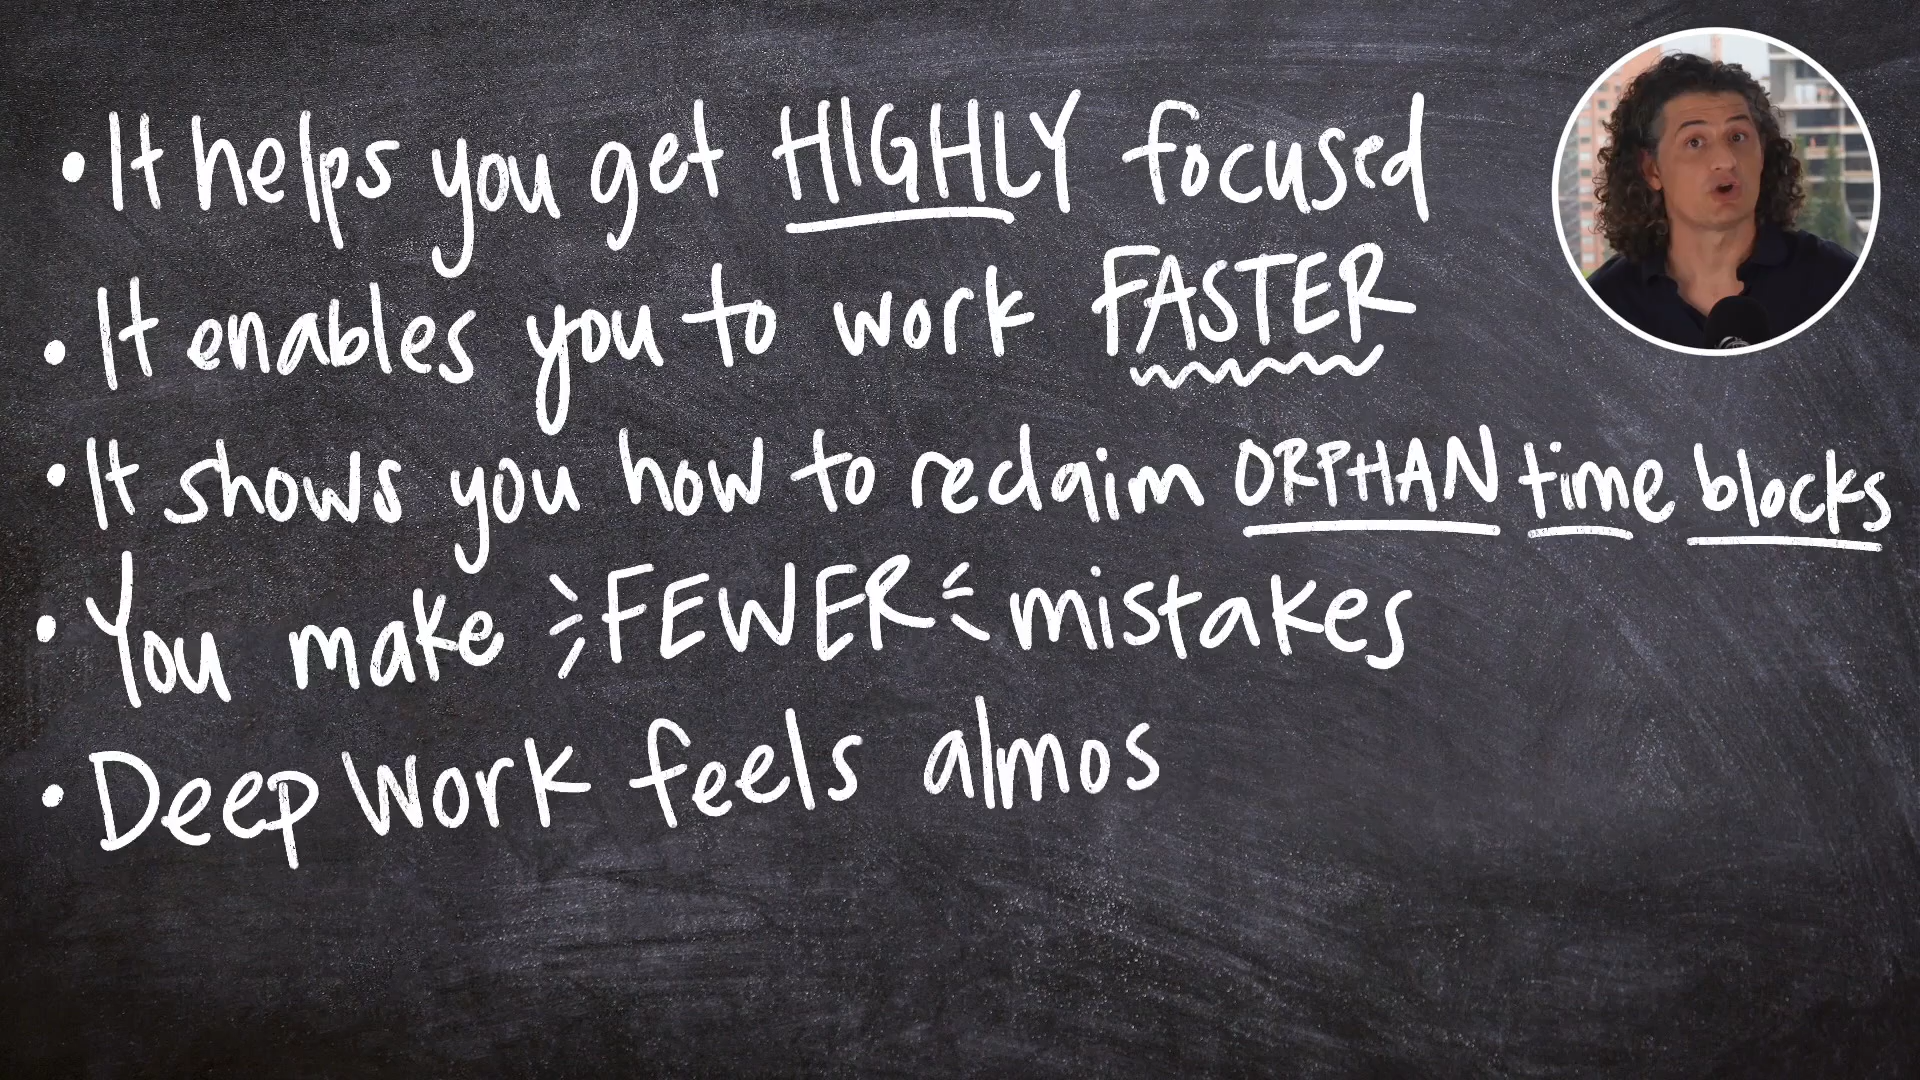 • It helps you get HIGHLY focused
• It enables you to work FASTER
• It shows you how to reclaim ORPHAN time blocks
• You make FEWER mistakes
• Deep Work feels almos